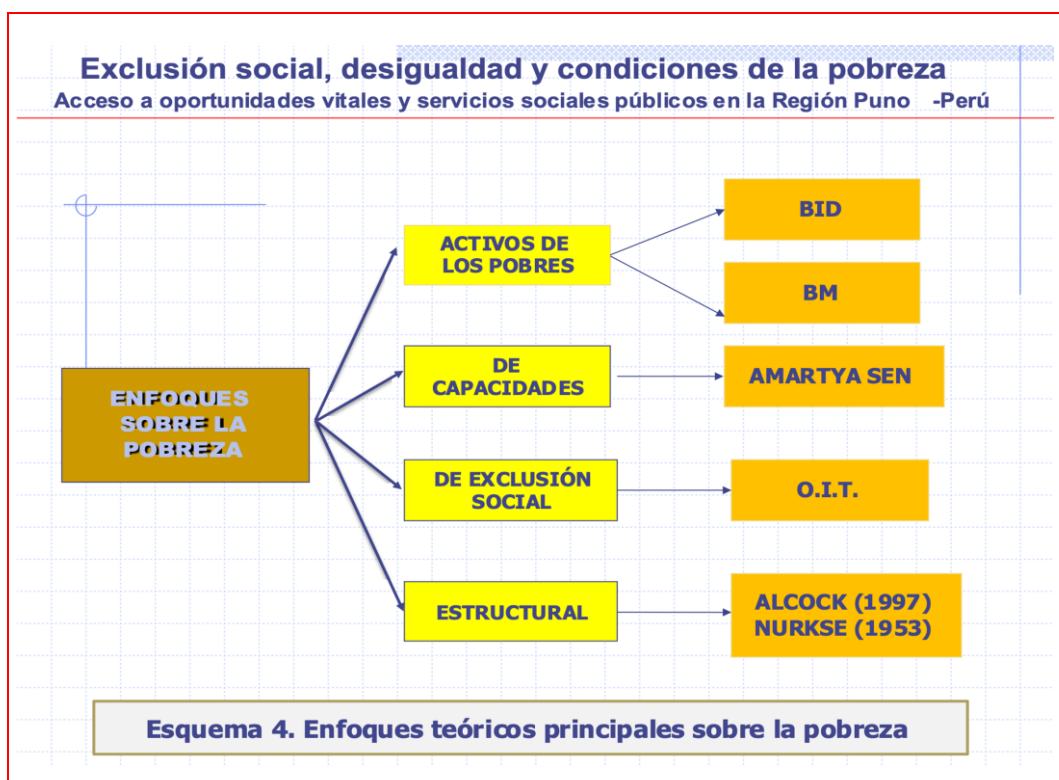 Exclusión social, desigualdad y condiciones de la pobreza
Acceso a oportunidades vitales y servicios sociales públicos en la Región Puno -Perú
ENFOQUES
SOBRE LA
POBREZA
ACTIVOS DE
LOS POBRES
BID
BM
DE
CAPACIDADES
AMARTYA SEN
DE EXCLUSIÓN
SOCIAL
O.I.T.
ESTRUCTURAL
ALCOCK (1997)
NURKSE (1953)
Esquema 4. Enfoques teóricos principales sobre la pobreza